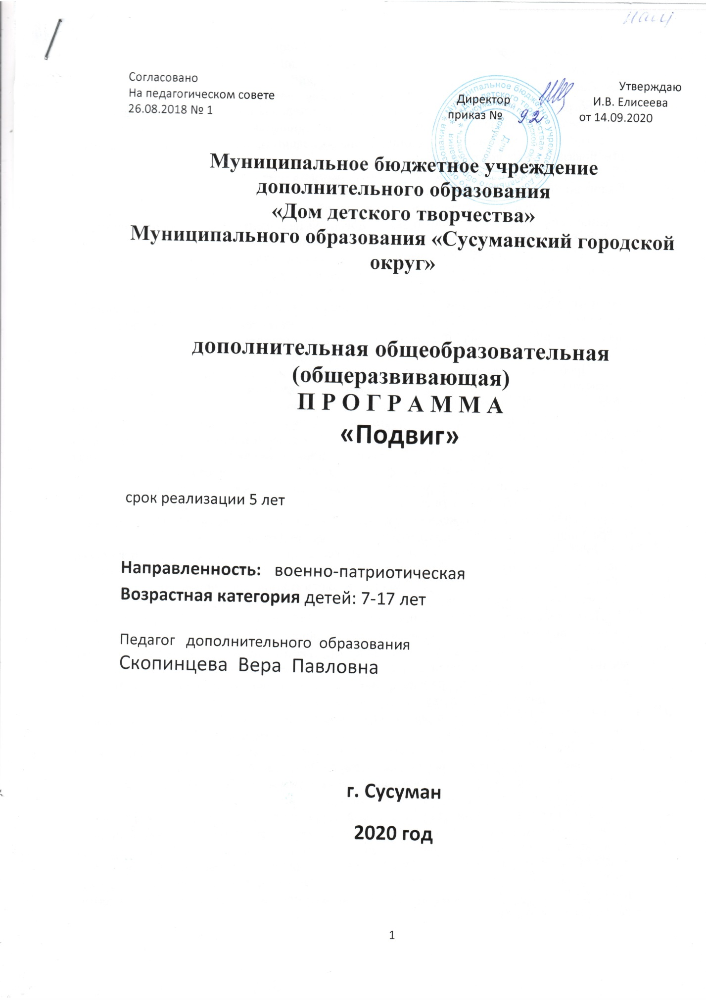 Согласовано
На педагогическом совете
26.08.2018 № 1
Утверждаю
Директор И.В. Елисеева
приказ № 92 от 14.09.2020
Муниципальное бюджетное учреждение
дополнительного образования
«Дом детского творчества»
Муниципального образования «Сусуманский городской
округ»
дополнительная общеобразовательная
(общеразвивающая)
П Р О Г Р А М М А
«Подвиг»
срок реализации 5 лет
Направленность: военно-патриотическая
Возрастная категория детей: 7-17 лет
Педагог дополнительного образования
Скопинцева Вера Павловна
г. Сусуман
2020 год
1
Для
документов